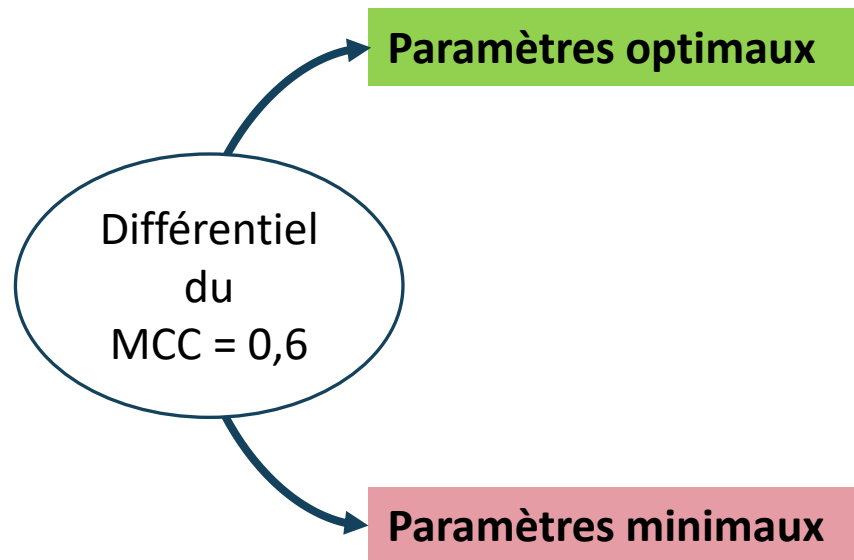 Paramètres optimaux
Différentiel
du
MCC = 0,6
Paramètres minimaux